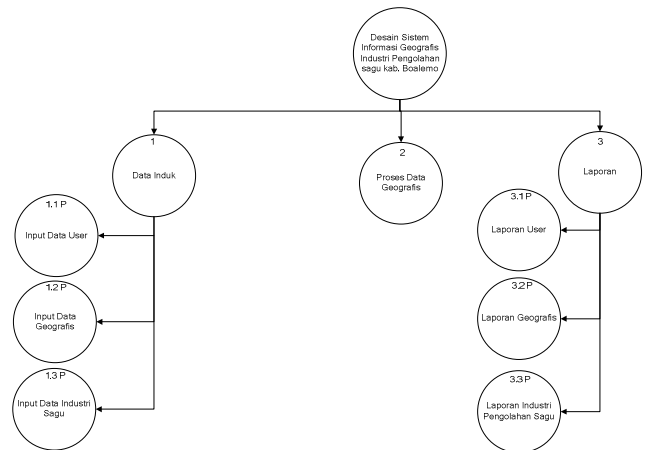 Desain Sistem
Informasi Geografis
Industri Pengolahan
sagu kab. Boalemo
1
Data Induk
2
Proses Data
Geografis
3
Laporan
1.1 P
Input Data User
1.2 P
Input Data
Geografis
1.3 P
Input Data Industri
Sagu
3.1 P
Laporan User
3.2 P
Laporan Geografis
3.3 P
Laporan Industri
Pengolahan Sagu